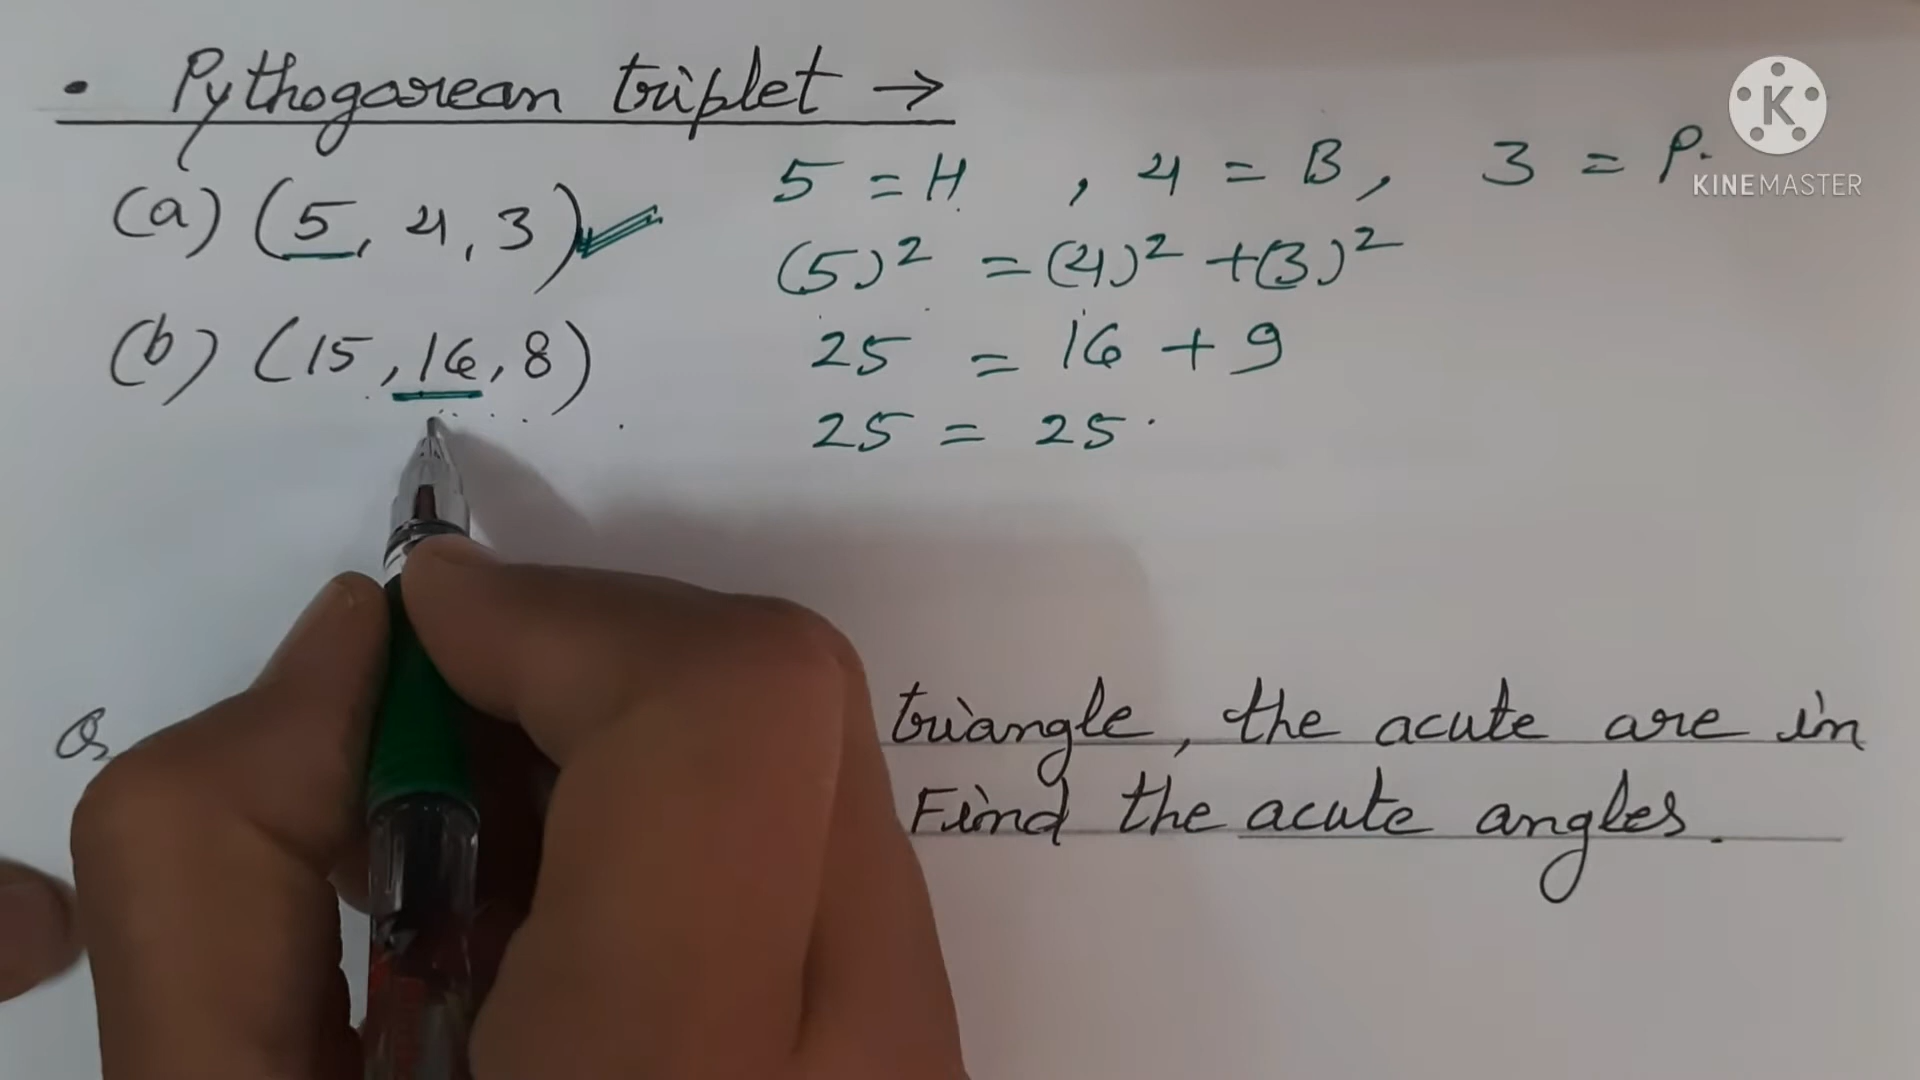 • Pythogorean triplet →
(a) (5, 4, 3) ✓
5 = H , 4 = B, 3 = P.
(5)² = (4)² + (3)²
(b) (15, 16, 8)
25 = 16 + 9
25 = 25
Q
triangle, the acute are in
Find the acute angles.
K
KINEMASTER